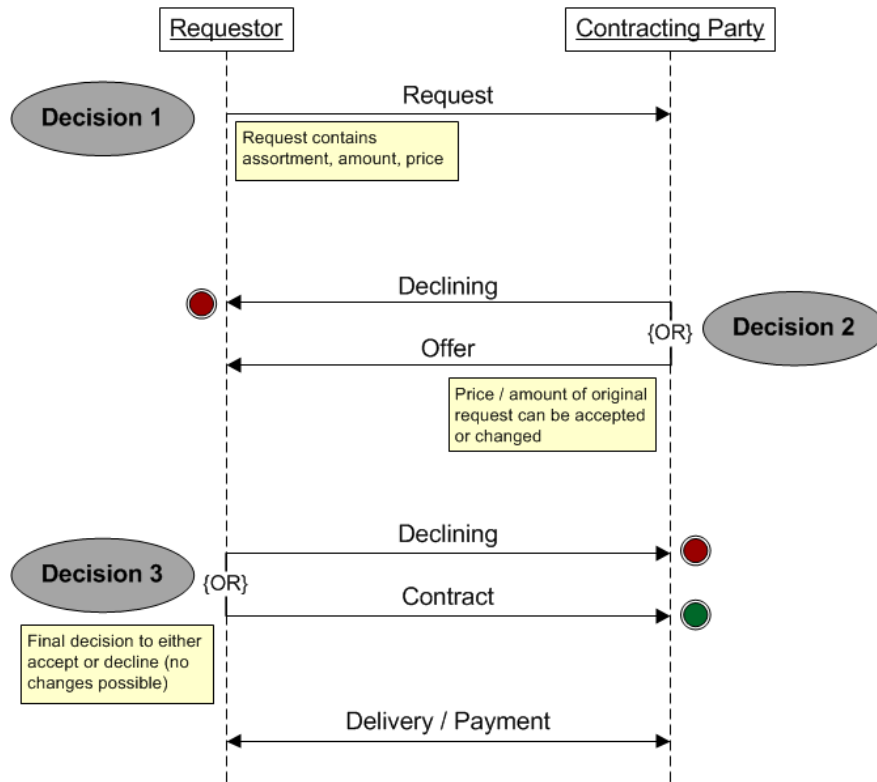 Requestor
Contracting Party
Decision 1
Request
Request contains
assortment, amount, price
Declining
{OR}
Decision 2
Offer
Price / amount of original
request can be accepted
or changed
Declining
Decision 3
{OR}
Contract
Final decision to either
accept or decline (no
changes possible)
Delivery / Payment